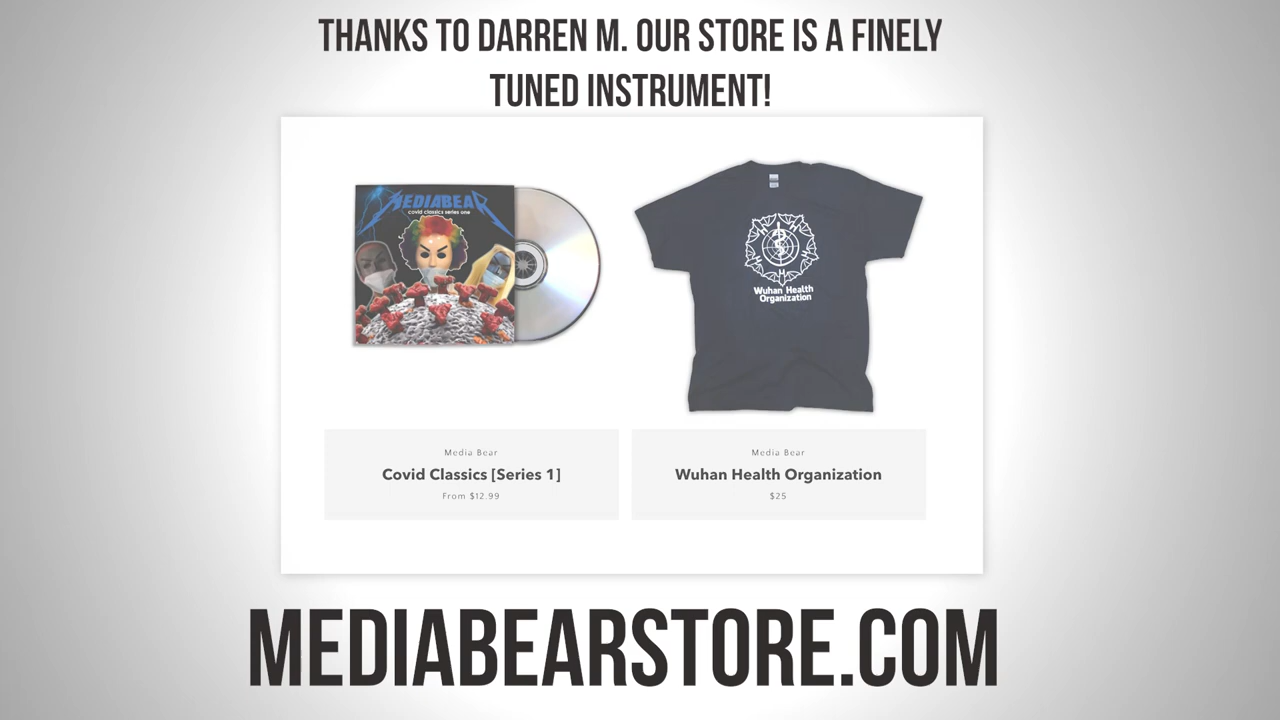 THANKS TO DARREN M. OUR STORE IS A FINELY
TUNED INSTRUMENT!
MEDIABEAR
covid classics series one
Wuhan Health
Organization
Media Bear
Covid Classics [Series 1]
From $12.99
Media Bear
Wuhan Health Organization
$25
MEDIABEARSTORE.COM